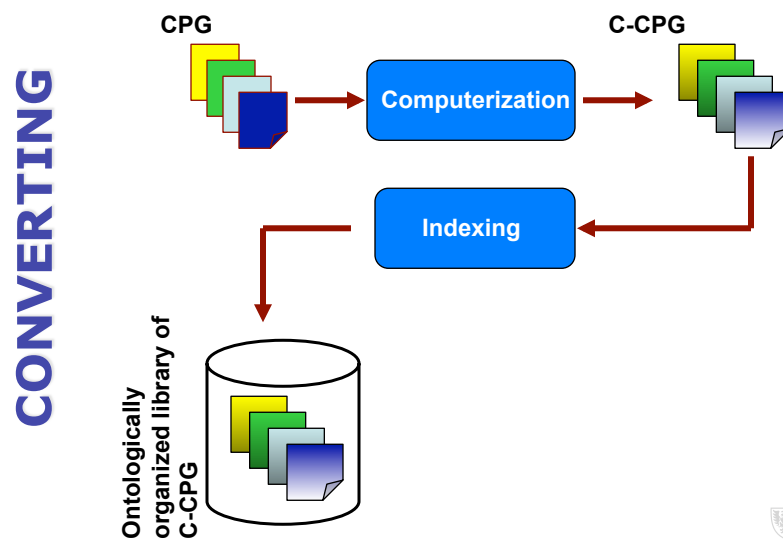 CONVERTING
CPG
C-CPG
Computerization
Indexing
Ontologically
organized library of
C-CPG